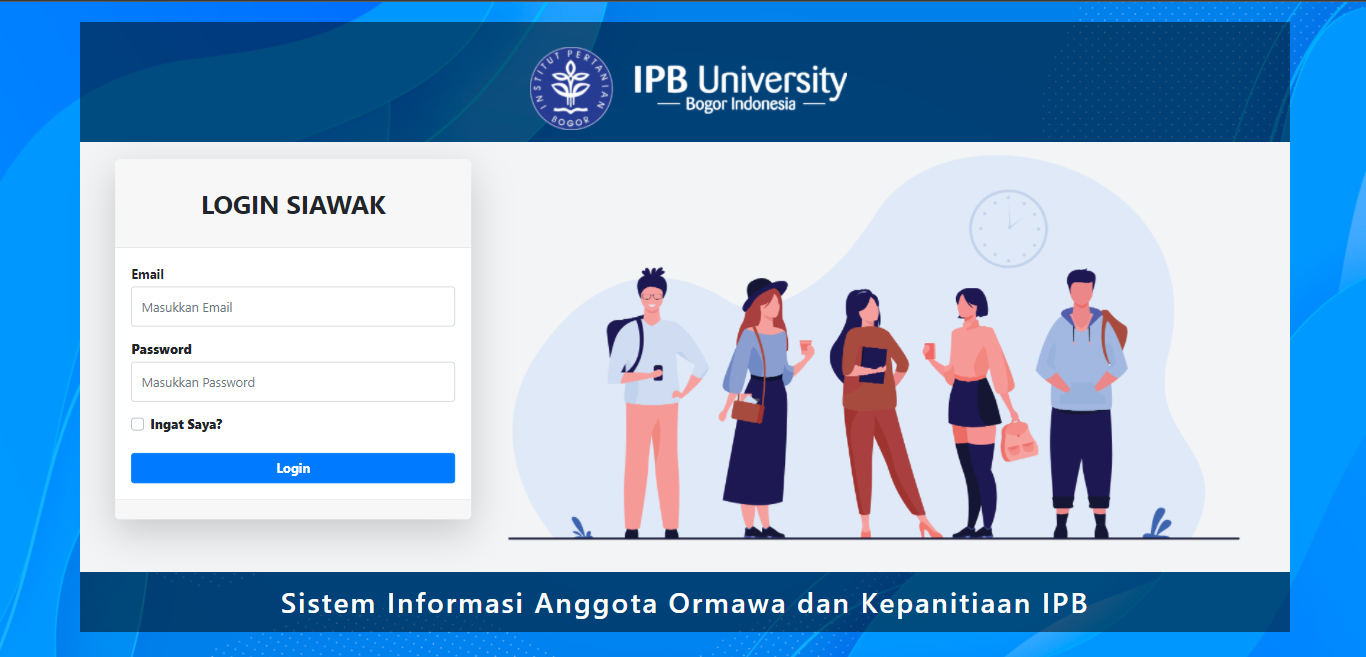 INSTITUT PERTANIAN
BOGOR
IPB University
Bogor Indonesia
LOGIN SIAWAK
Email
Masukkan Email
Password
Masukkan Password
Ingat Saya?
Login
Sistem Informasi Anggota Ormawa dan Kepanitiaan IPB